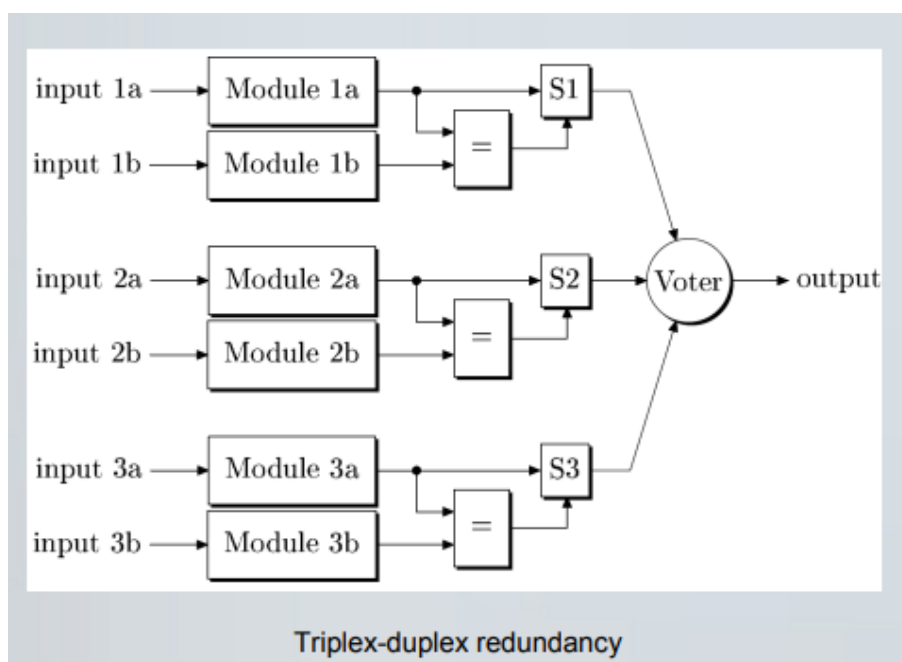 input 1a Module 1a S1
=
input 1b Module 1b
input 2a Module 2a S2 Voter output
=
input 2b Module 2b
input 3a Module 3a S3
=
input 3b Module 3b
Triplex-duplex redundancy